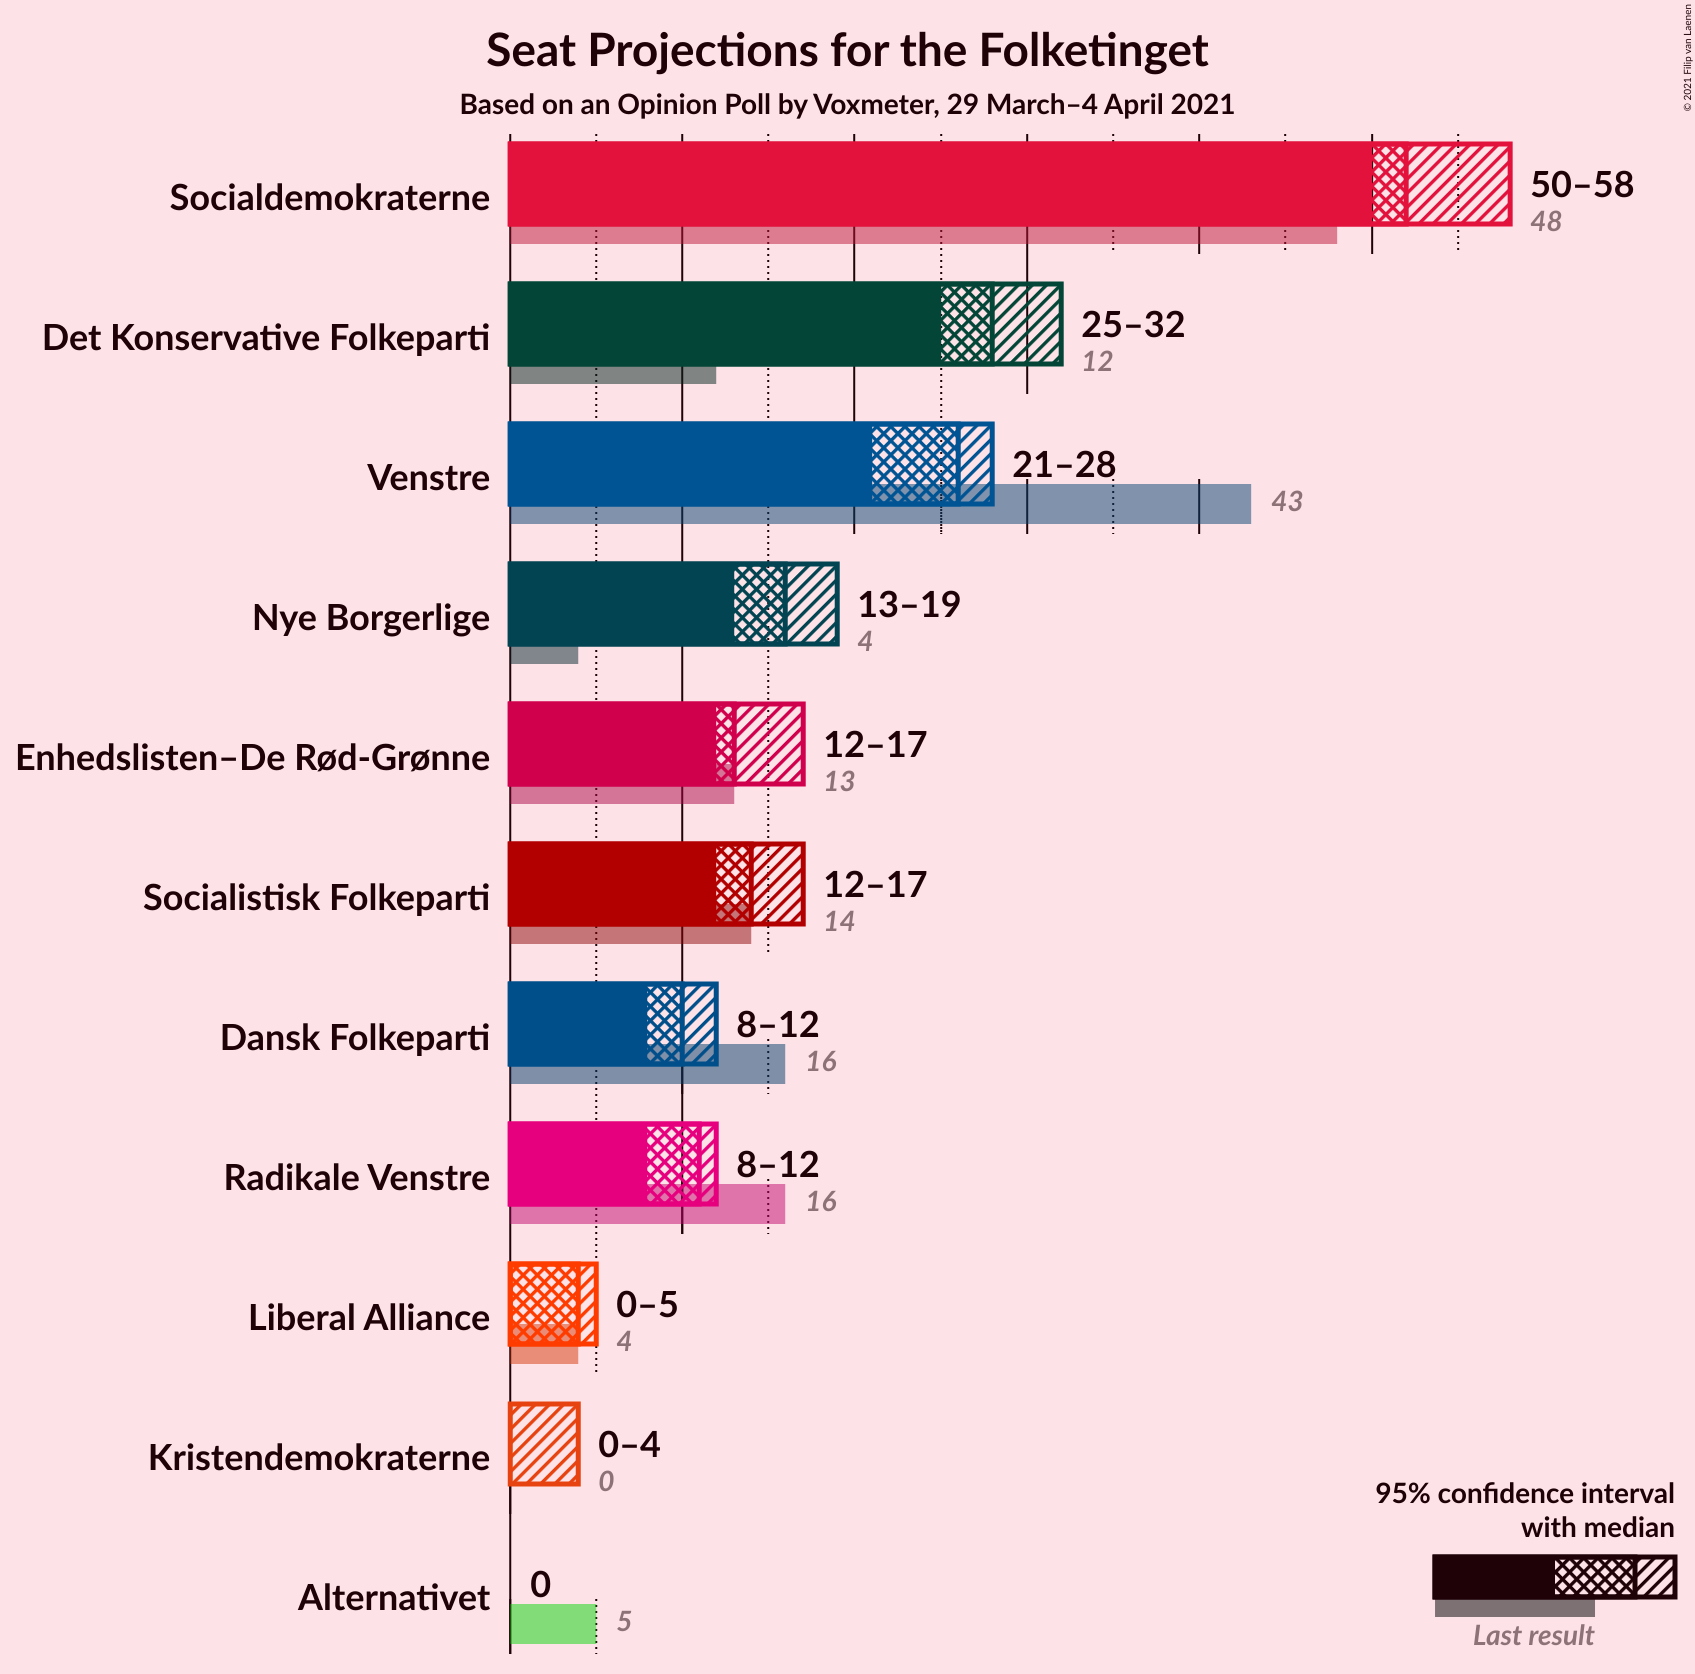 Seat Projections for the Folketinget
Based on an Opinion Poll by Voxmeter, 29 March–4 April 2021
© 2021 Filip van Laenen
Socialdemokraterne
50–58
48
Det Konservative Folkeparti
25–32
12
Venstre
21–28
43
Nye Borgerlige
13–19
4
Enhedslisten–De Rød-Grønne
12–17
13
Socialistisk Folkeparti
12–17
14
Dansk Folkeparti
8–12
16
Radikale Venstre
8–12
16
Liberal Alliance
0–5
4
Kristendemokraterne
0–4
0
Alternativet
0
5
95% confidence interval
with median
Last result